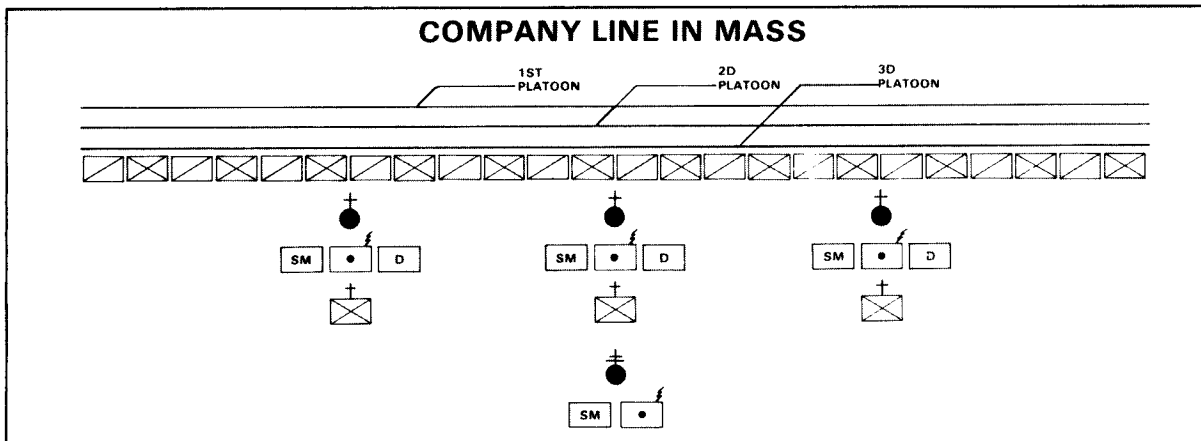 COMPANY LINE IN MASS
1ST PLATOON
2D PLATOON
3D PLATOON
SM D SM D SM D
SM